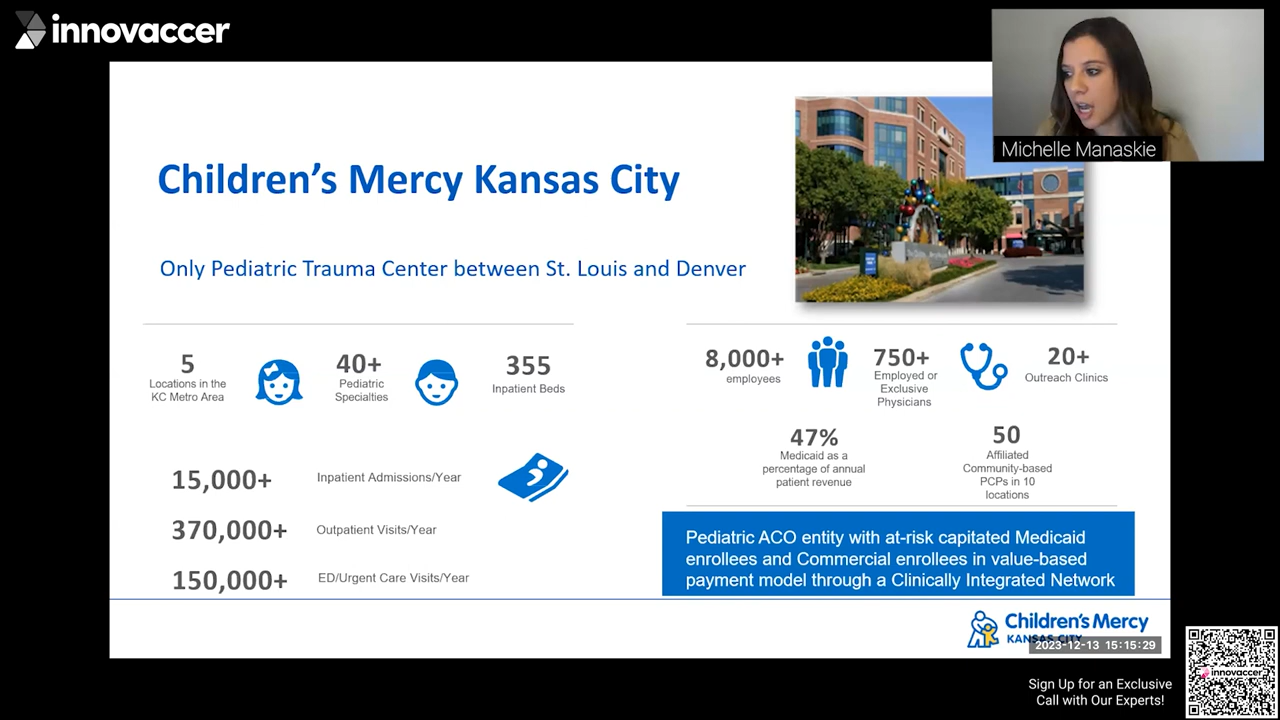 innovaccer
Michelle Manaskie
Children's Mercy Kansas City
Only Pediatric Trauma Center between St. Louis and Denver
5
Locations in the
KC Metro Area
40+
Pediatric
Specialties
355
Inpatient Beds
8,000+
employees
750+
Employed or
Exclusive
Physicians
20+
Outreach Clinics
47%
Medicaid as a
percentage of annual
patient revenue
50
Affiliated
Community-based
PCPs in 10
locations
15,000+ Inpatient Admissions/Year
370,000+ Outpatient Visits/Year
150,000+ ED/Urgent Care Visits/Year
Pediatric ACO entity with at-risk capitated Medicaid
enrollees and Commercial enrollees in value-based
payment model through a Clinically Integrated Network
Children's Mercy
KANSAS CITY
2023-12-13 15:15:29
innovaccer
Sign Up for an Exclusive
Call with Our Experts!